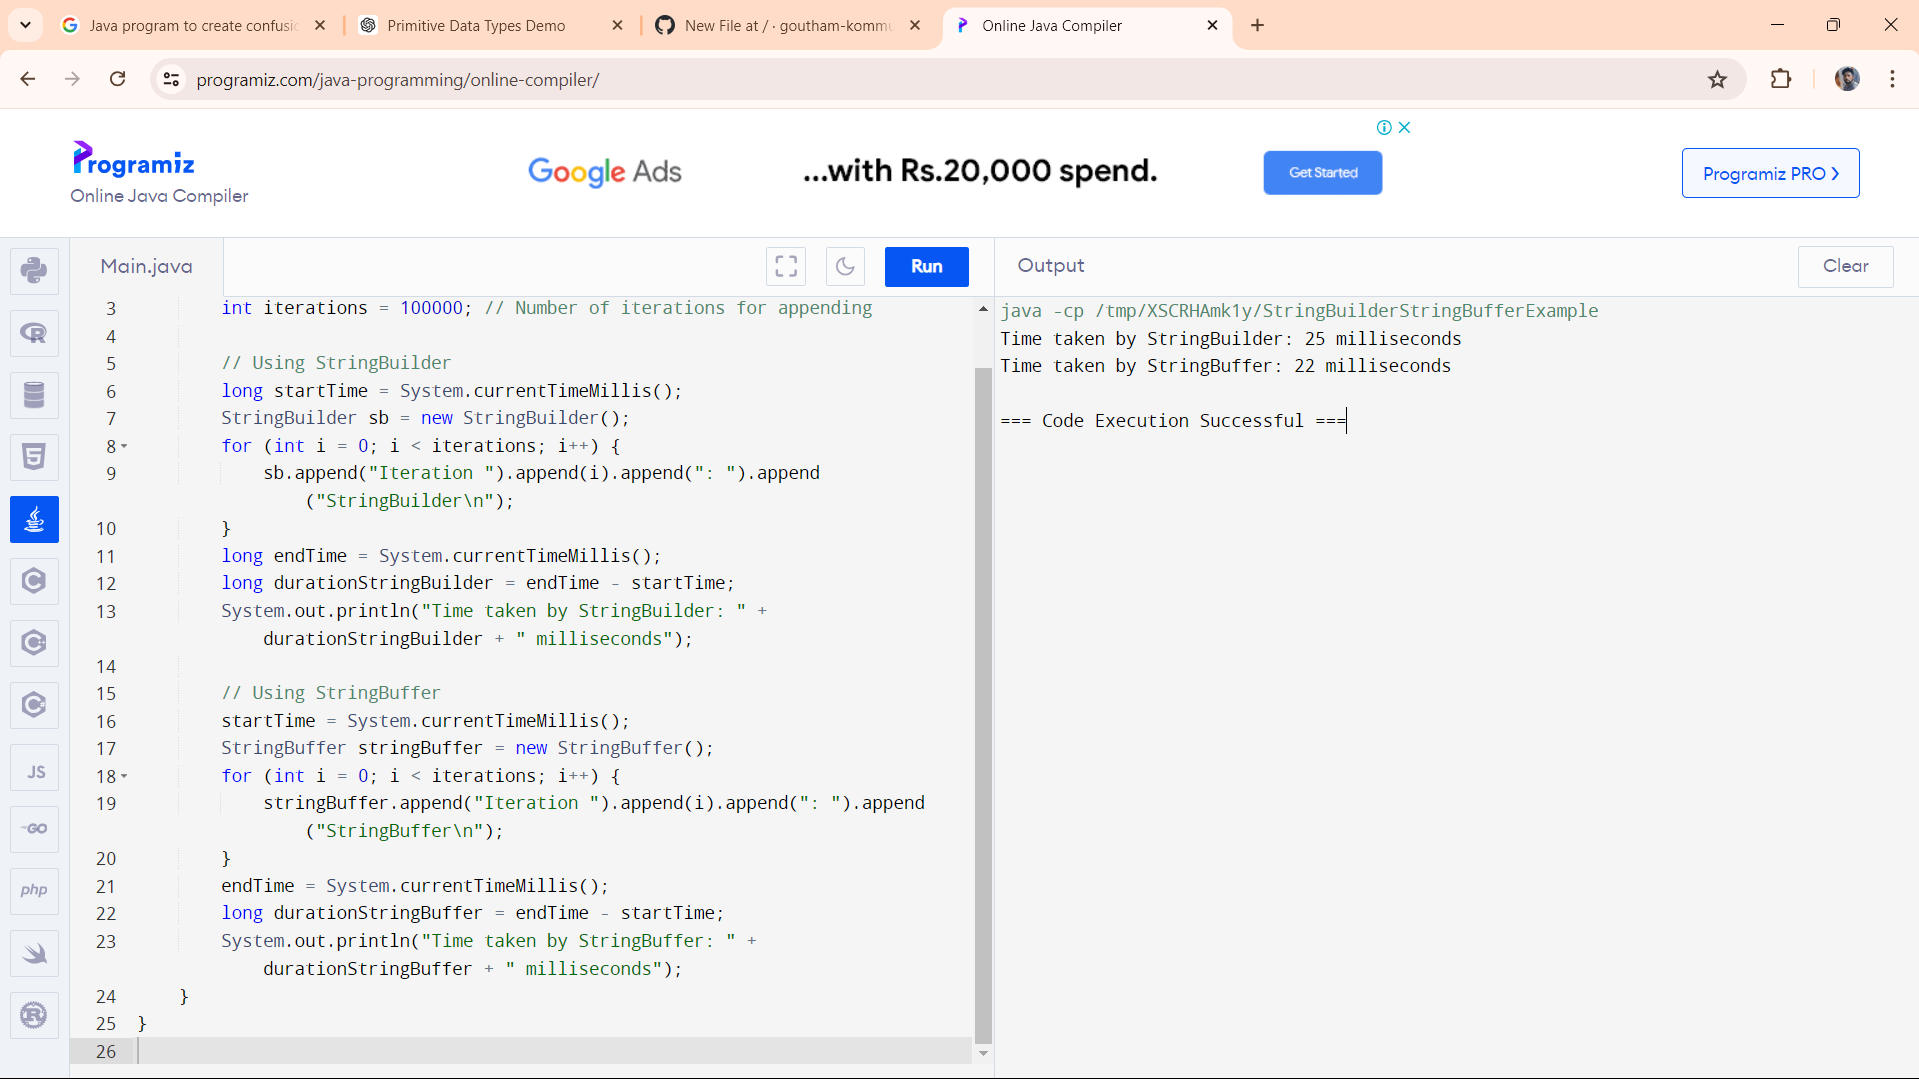 Java program to create confusic
Primitive Data Types Demo
New File at / · goutham-kommu
Online Java Compiler
programiz.com/java-programming/online-compiler/
Programiz
Online Java Compiler
Google Ads
...with Rs.20,000 spend.
Get Started
Programiz PRO ❯
Main.java
Run
Output
Clear
3 int iterations = 100000; // Number of iterations for appending
4
5 // Using StringBuilder
6 long startTime = System.currentTimeMillis();
7 StringBuilder sb = new StringBuilder();
8 for (int i = 0; i < iterations; i++) {
9 sb.append("Iteration ").append(i).append(": ").append
("StringBuilder\n");
10 }
11 long endTime = System.currentTimeMillis();
12 long durationStringBuilder = endTime - startTime;
13 System.out.println("Time taken by StringBuilder: " +
durationStringBuilder + " milliseconds");
14
15 // Using StringBuffer
16 startTime = System.currentTimeMillis();
17 StringBuffer stringBuffer = new StringBuffer();
18 for (int i = 0; i < iterations; i++) {
19 stringBuffer.append("Iteration ").append(i).append(": ").append
("StringBuffer\n");
20 }
21 endTime = System.currentTimeMillis();
22 long durationStringBuffer = endTime - startTime;
23 System.out.println("Time taken by StringBuffer: " +
durationStringBuffer + " milliseconds");
24 }
25 }
26
java -cp /tmp/XSCRHAmk1y/StringBuilderStringBufferExample
Time taken by StringBuilder: 25 milliseconds
Time taken by StringBuffer: 22 milliseconds
=== Code Execution Successful ===
R
5
C
C
C
JS
GO
php
R